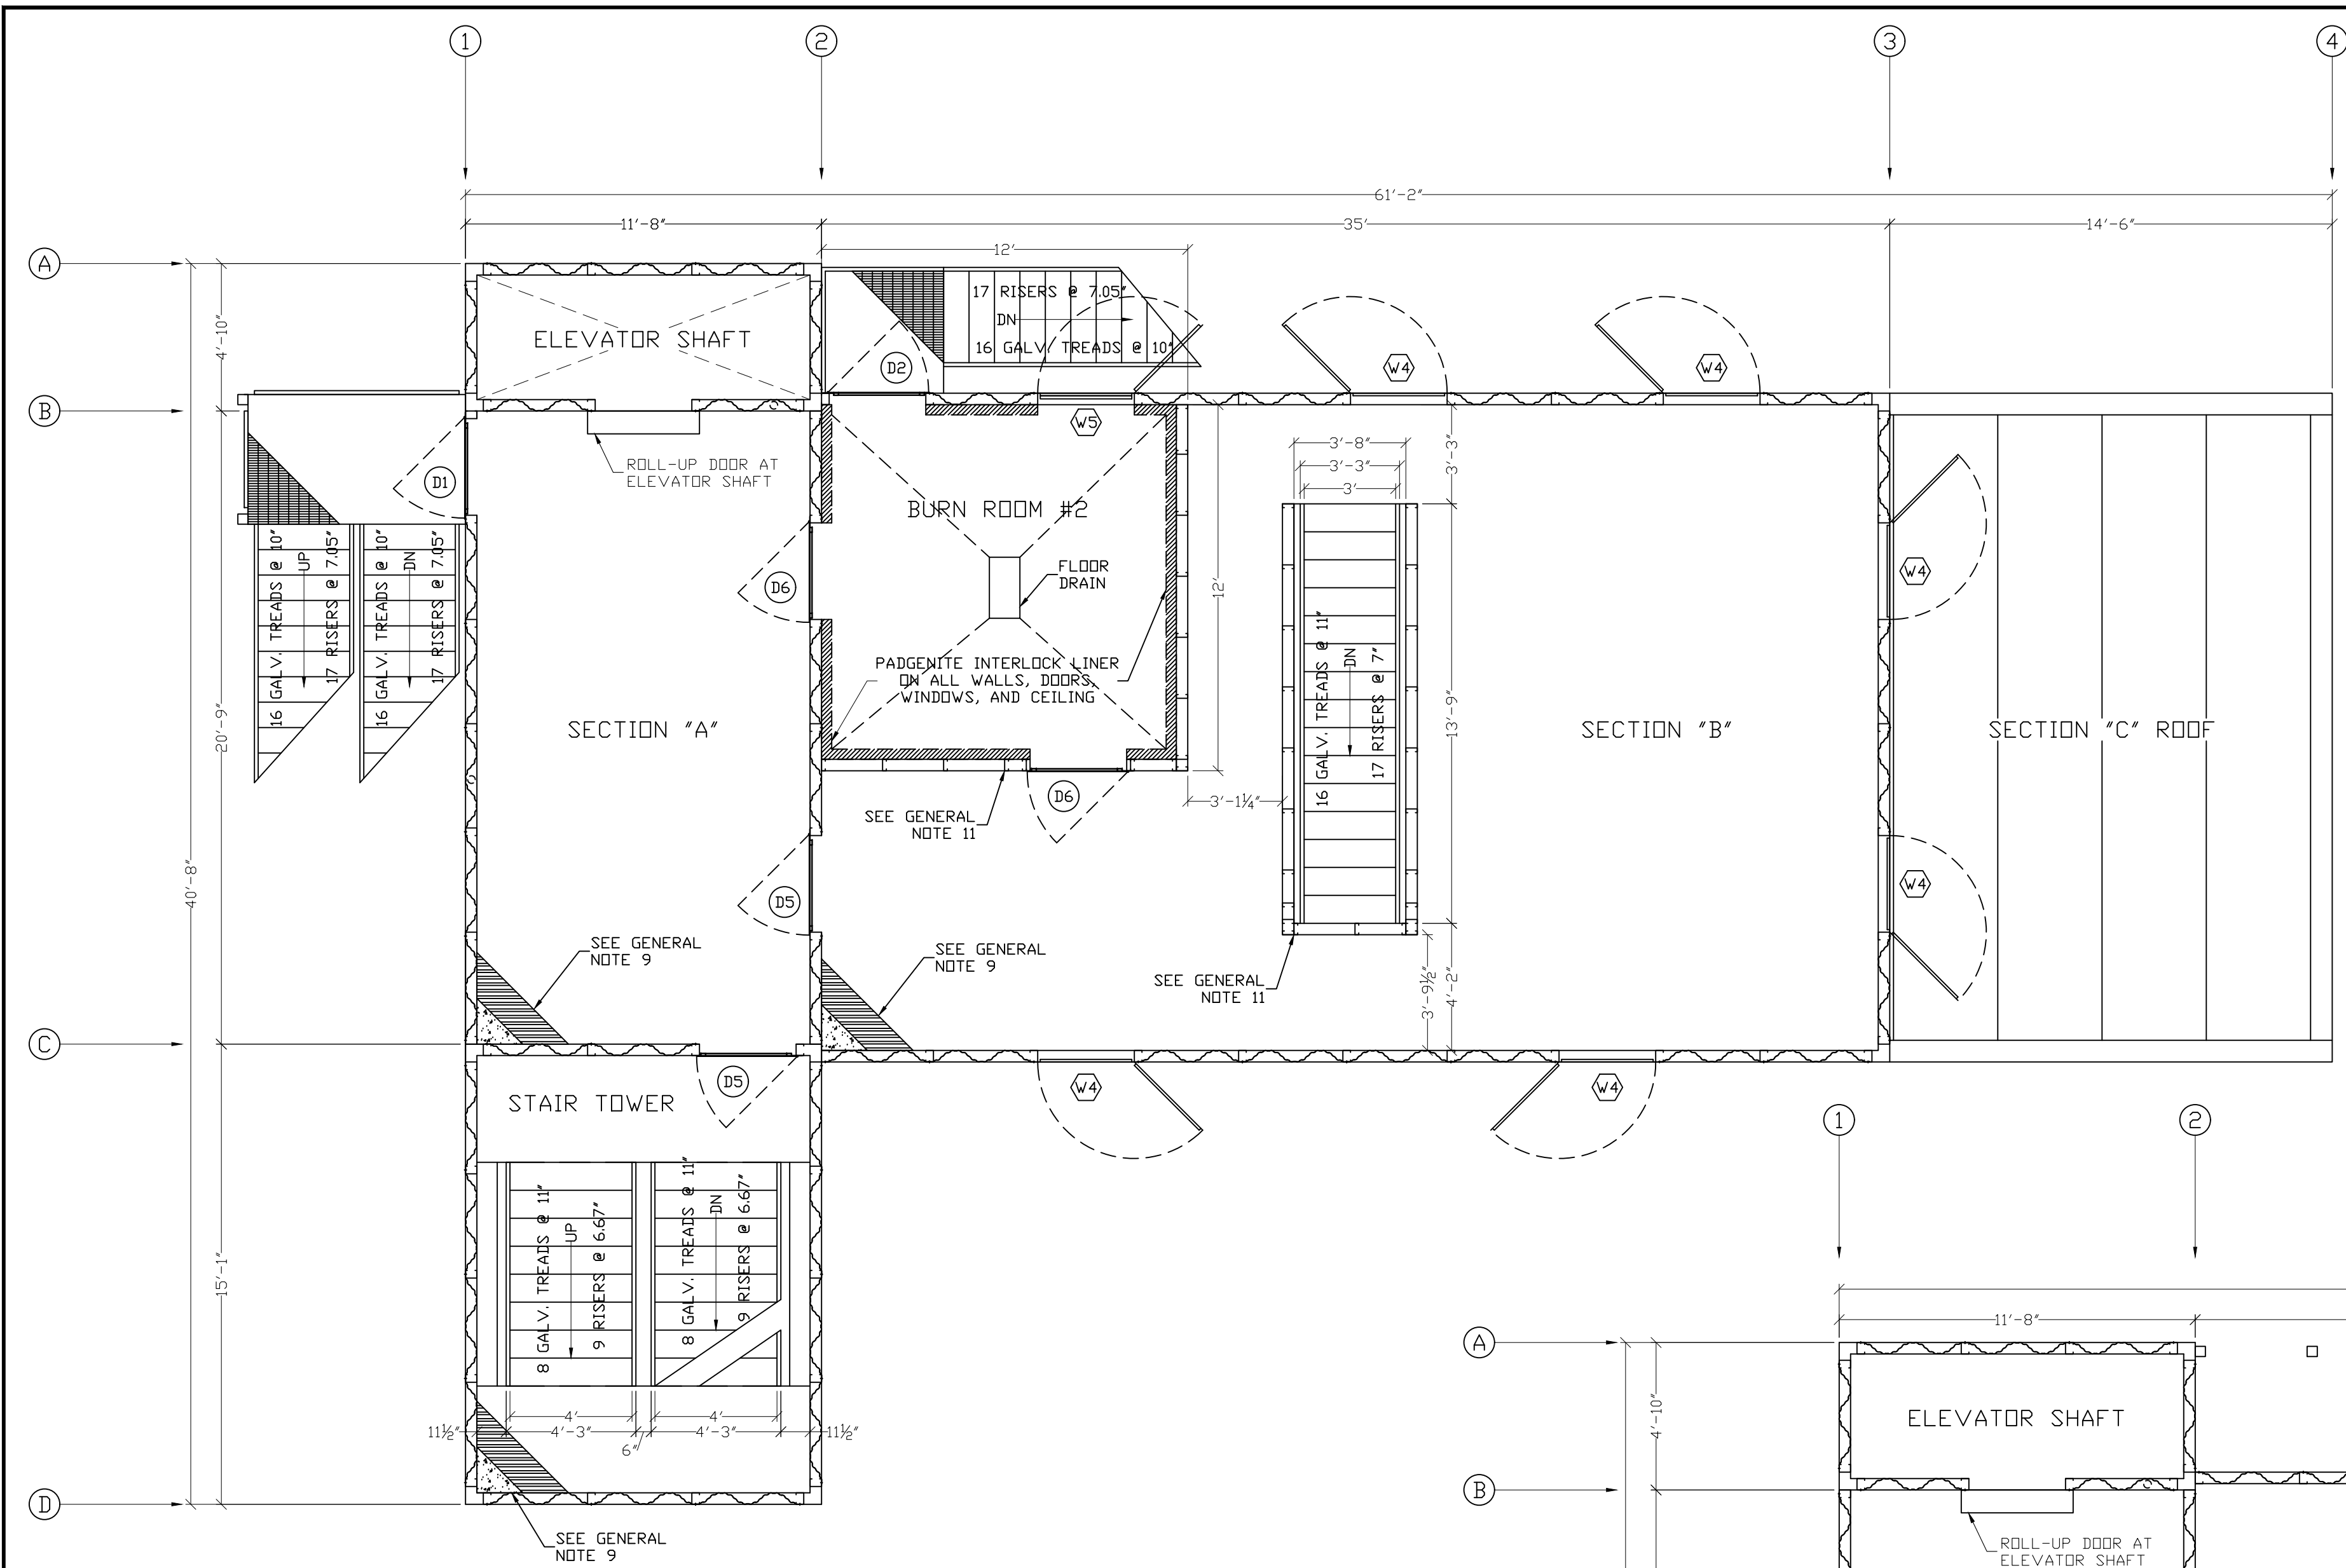 1
2
3
4
61'-2"
11'-8"
35'
14'-6"
12'
A
4'-10"
ELEVATOR SHAFT
17 RISERS @ 7.05"
DN
16 GALV. TREADS @ 10"
D2
W4
W4
B
W5
D1
ROLL-UP DOOR AT
ELEVATOR SHAFT
3'-8"
3'-3"
3'
3'-3"
BURN ROOM #2
FLOOR
DRAIN
12'
D6
W4
16 GALV. TREADS @ 10"
UP
17 RISERS @ 7.05"
16 GALV. TREADS @ 10"
DN
17 RISERS @ 7.05"
PADGENITE INTERLOCK LINER
ON ALL WALLS, DOORS,
WINDOWS, AND CEILING
16 GALV. TREADS @ 11"
DN
17 RISERS @ 7"
13'-9"
20'-9"
SECTION "A"
SECTION "B"
SECTION "C" ROOF
D6
3'-1¼"
SEE GENERAL
NOTE 11
40'-8"
D5
W4
SEE GENERAL
NOTE 9
SEE GENERAL
NOTE 9
SEE GENERAL
NOTE 11
3'-9½"
4'-2"
C
D5
W4
W4
STAIR TOWER
8 GALV. TREADS @ 11"
UP
9 RISERS @ 6.67"
8 GALV. TREADS @ 11"
DN
9 RISERS @ 6.67"
15'-1"
4'
4'
11½"
4'-3"
6"
4'-3"
11½"
D
SEE GENERAL
NOTE 9
1
2
11'-8"
A
4'-10"
ELEVATOR SHAFT
B
ROLL-UP DOOR AT
ELEVATOR SHAFT